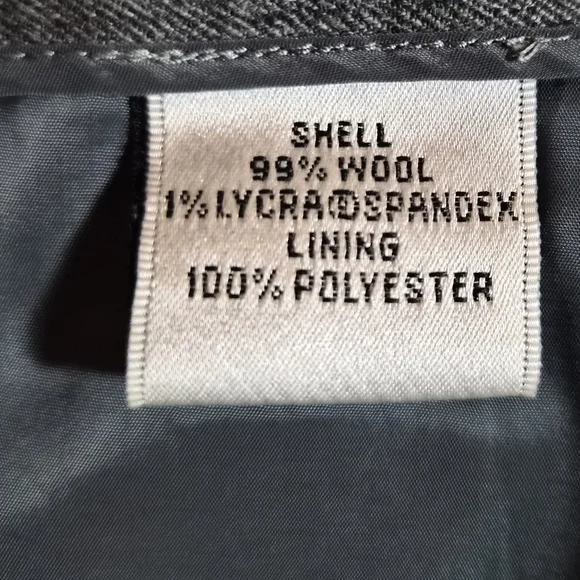 SHELL
99% WOOL
1% LYCRA®SPANDEX
LINING
100% POLYESTER